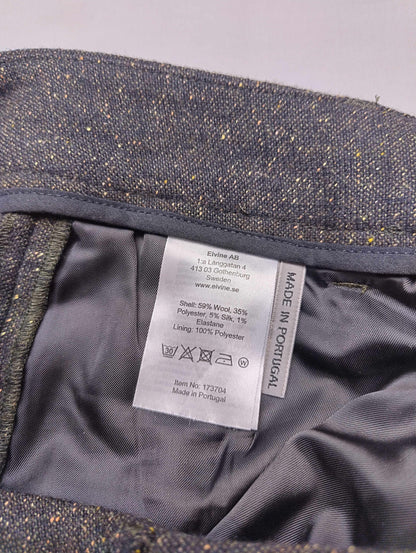 Elvine AB
1:a Långgatan 4
413 03 Gothenburg
Sweden
www.elvine.se
Shell: 59% Wool, 35%
Polyester, 5% Silk, 1%
Elastane
Lining: 100% Polyester
30
W
Item No: 173704
Made in Portugal
MADE IN PORTUGAL